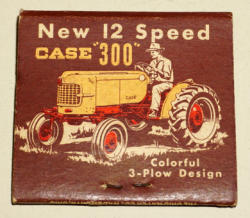 New 12 Speed
CASE "300"
CASE
Colorful
3-Plow Design